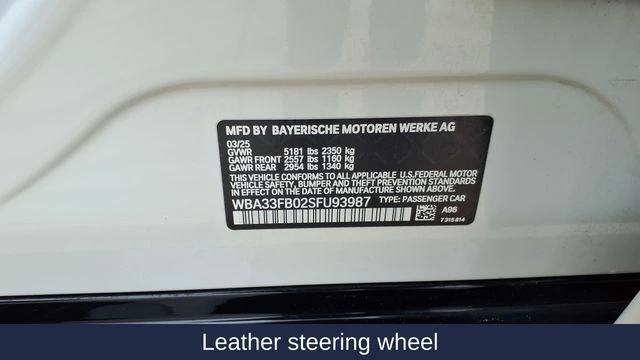 MFD BY BAYERISCHE MOTOREN WERKE AG
03/25
GVWR 5181 lbs 2350 kg
GAWR FRONT 2557 lbs 1160 kg
GAWR REAR 2954 lbs 1340 kg
THIS VEHICLE CONFORMS TO ALL APPLICABLE U.S.FEDERAL MOTOR
VEHICLE SAFETY, BUMPER, AND THEFT PREVENTION STANDARDS IN
EFFECT ON THE DATE OF MANUFACTURE SHOWN ABOVE.
WBA33FB02SFU93987 TYPE: PASSENGER CAR
A96
7 315 814
Leather steering wheel